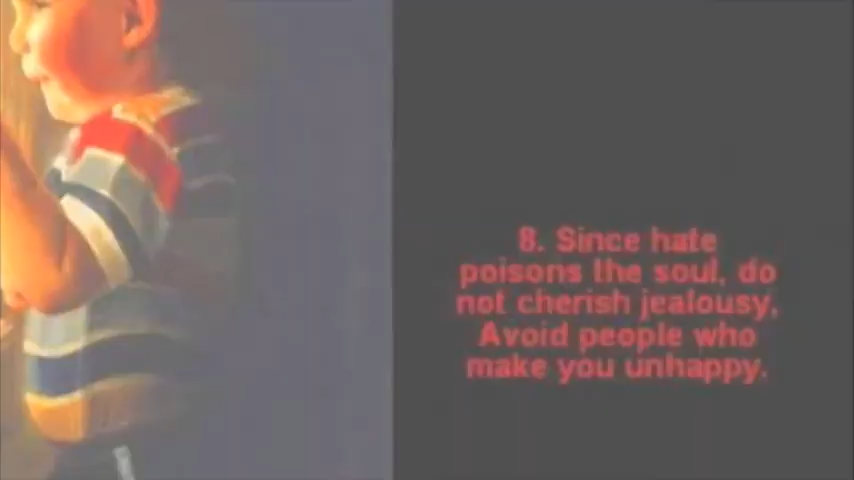 8. Since hate
poisons the soul, do
not cherish jealousy,
Avoid people who
make you unhappy.